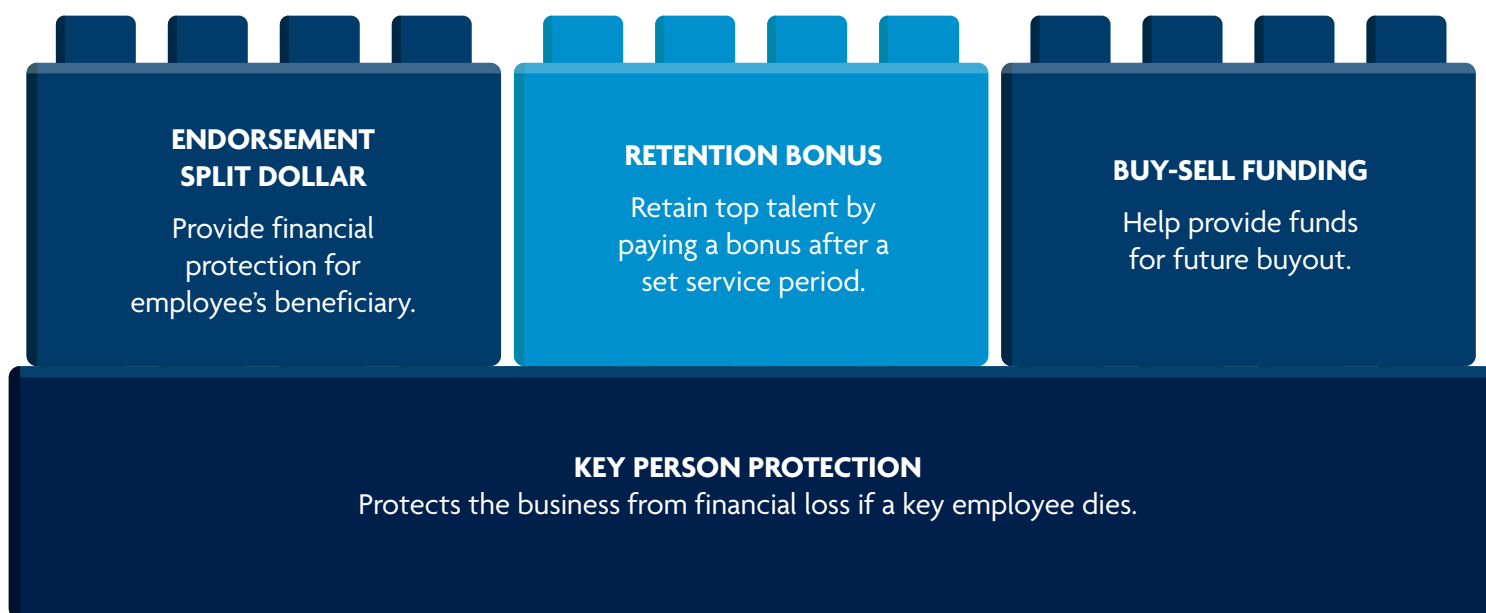 ENDORSEMENT
SPLIT DOLLAR
Provide financial
protection for
employee’s beneficiary.
RETENTION BONUS
Retain top talent by
paying a bonus after a
set service period.
BUY-SELL FUNDING
Help provide funds
for future buyout.
KEY PERSON PROTECTION
Protects the business from financial loss if a key employee dies.